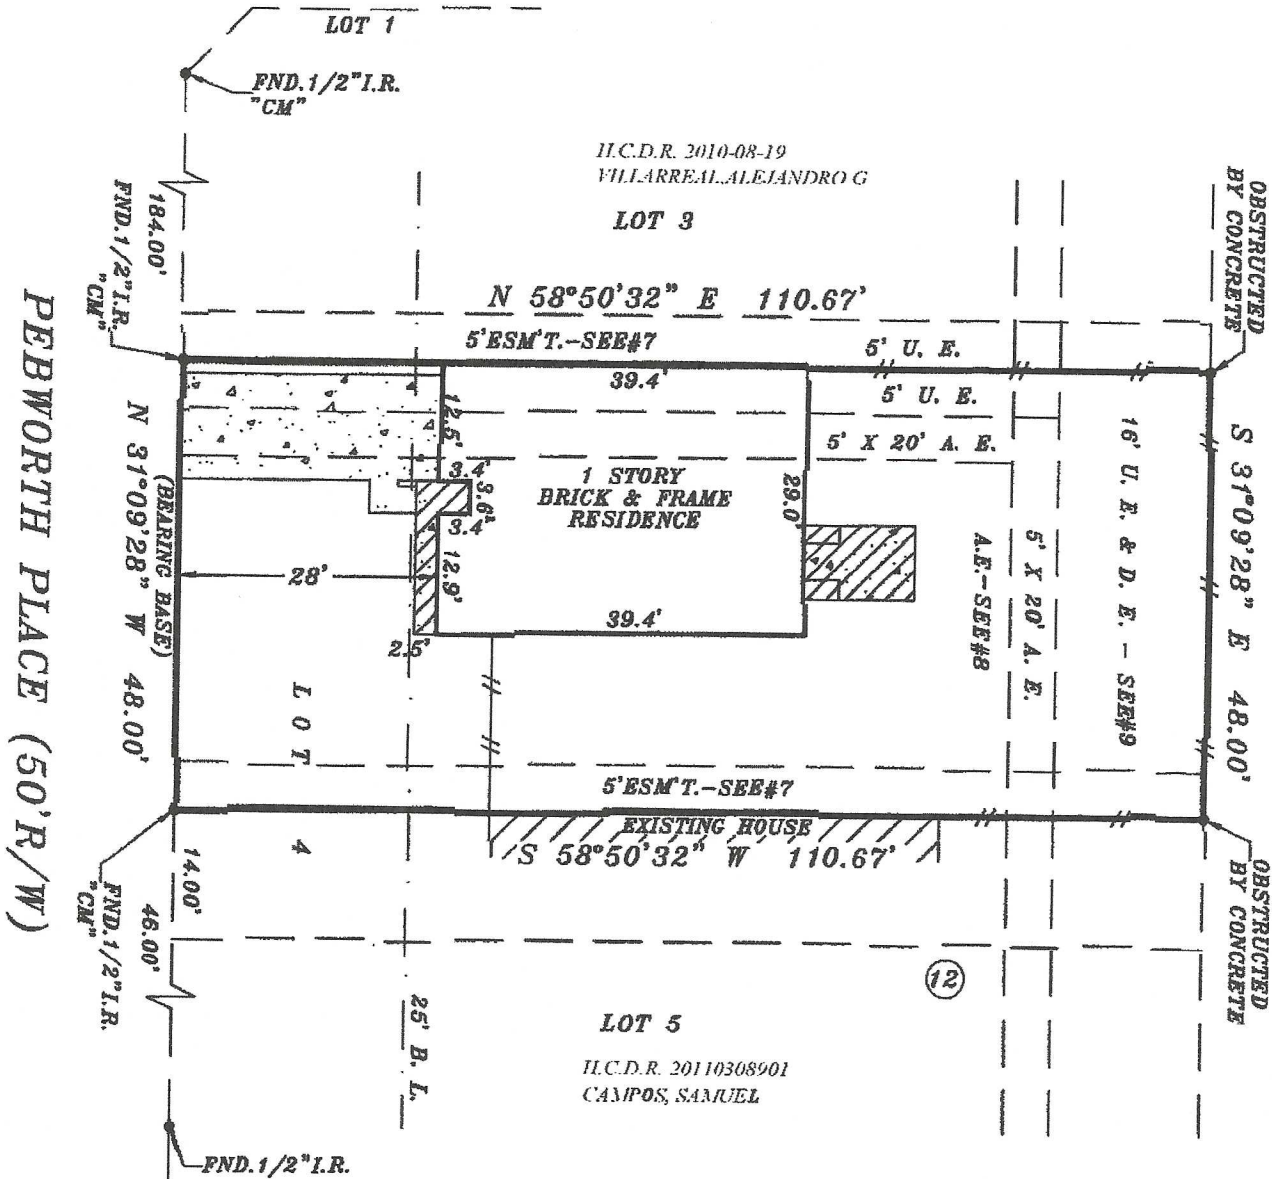 LOT 1
FND.1/2"I.R.
"CM"
H.C.D.R. 2010-08-19
VILLARREAL,ALEJANDRO G
LOT 3
OBSTRUCTED
BY CONCRETE
184.00'
FND.1/2"I.R.
"CM"
N 58°50'32" E 110.67'
5'ESM'T.-SEE#7
5' U. E.
39.4'
5' U. E.
5' X 20' A. E.
12.5'
3.4'
3.6'
3.4'
12.9'
1 STORY
BRICK & FRAME
RESIDENCE
29.0'
16' U. E. & D. E. - SEE#9
5' X 20' A. E.
A.E.-SEE#8
S 31°09'28" E 48.00'
PEBWORTH PLACE (50'R/W)
N 31°09'28" W 48.00'
(BEARING BASE)
28'
39.4'
2.5'
LOT 4
5'ESM'T.-SEE#7
EXISTING HOUSE
S 58°50'32" W 110.67'
14.00'
46.00'
FND.1/2"I.R.
"CM"
OBSTRUCTED
BY CONCRETE
12
25' B. L.
LOT 5
H.C.D.R. 20110308901
CAMPOS, SAMUEL
FND.1/2"I.R.